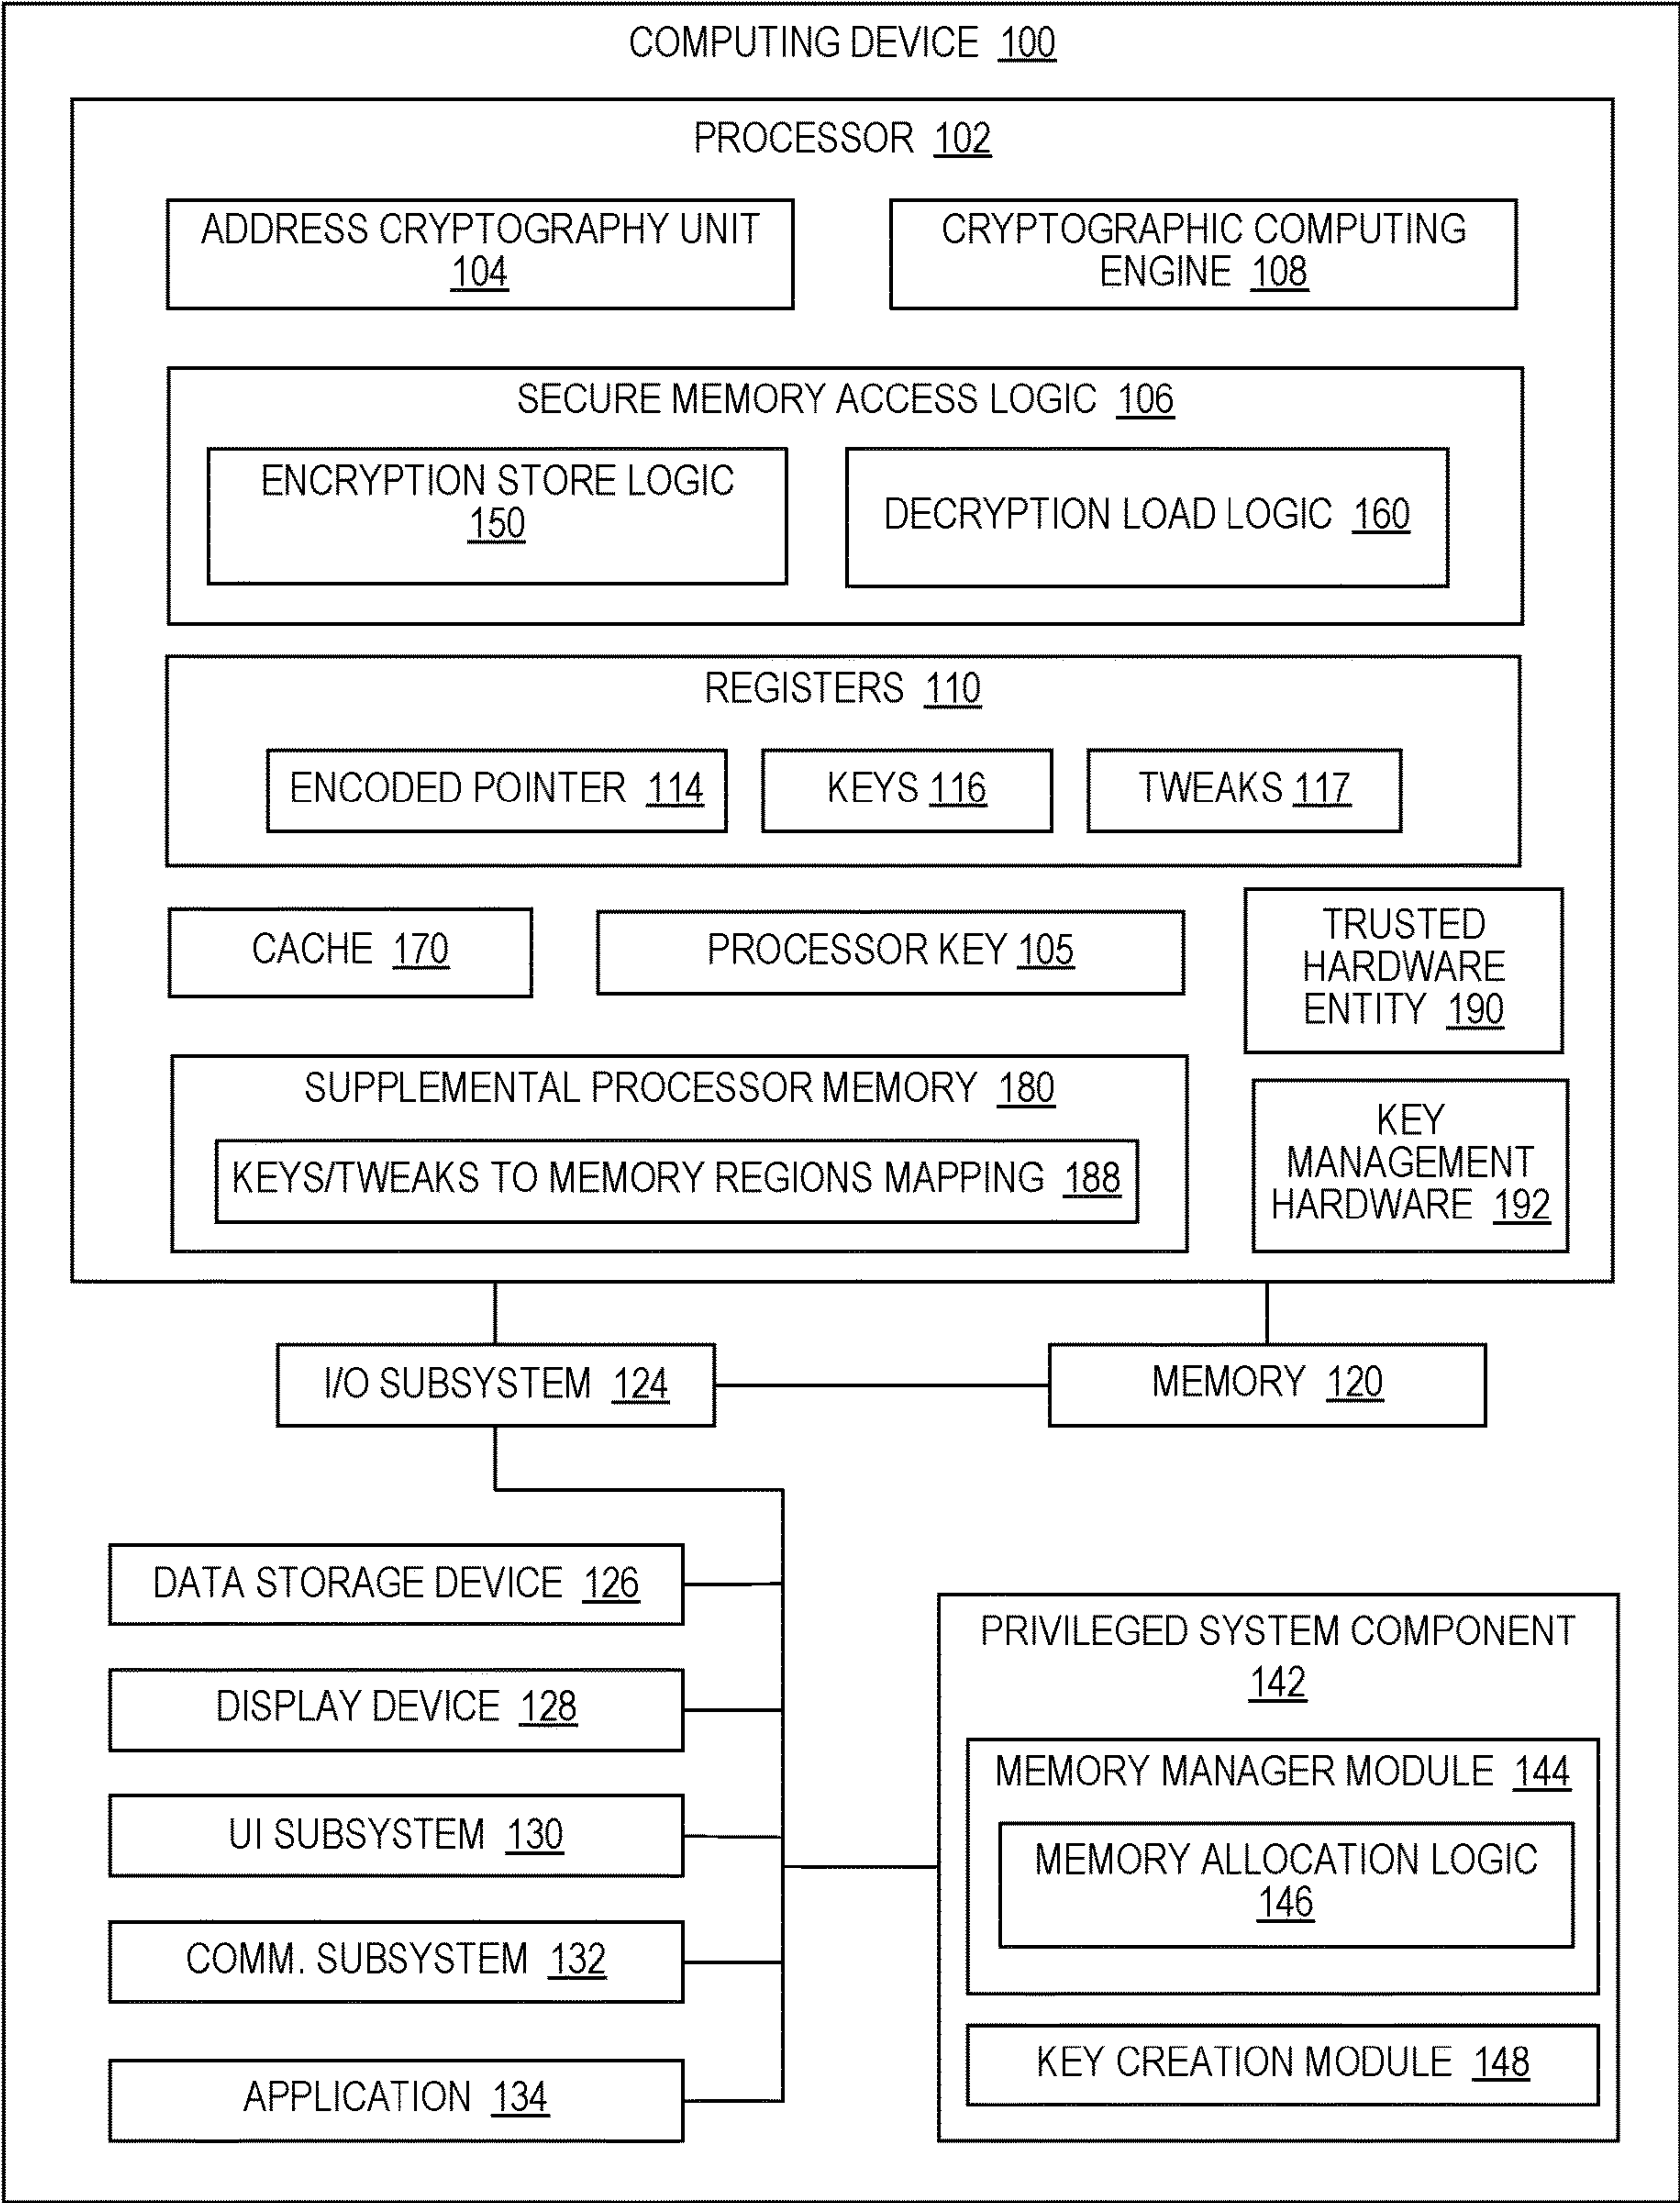 COMPUTING DEVICE 100
PROCESSOR 102
ADDRESS CRYPTOGRAPHY UNIT
104
CRYPTOGRAPHIC COMPUTING
ENGINE 108
SECURE MEMORY ACCESS LOGIC 106
ENCRYPTION STORE LOGIC
150
DECRYPTION LOAD LOGIC 160
REGISTERS 110
ENCODED POINTER 114
KEYS 116
TWEAKS 117
CACHE 170
PROCESSOR KEY 105
TRUSTED
HARDWARE
ENTITY 190
SUPPLEMENTAL PROCESSOR MEMORY 180
KEYS/TWEAKS TO MEMORY REGIONS MAPPING 188
KEY
MANAGEMENT
HARDWARE 192
I/O SUBSYSTEM 124
MEMORY 120
DATA STORAGE DEVICE 126
DISPLAY DEVICE 128
UI SUBSYSTEM 130
COMM. SUBSYSTEM 132
APPLICATION 134
PRIVILEGED SYSTEM COMPONENT
142
MEMORY MANAGER MODULE 144
MEMORY ALLOCATION LOGIC
146
KEY CREATION MODULE 148